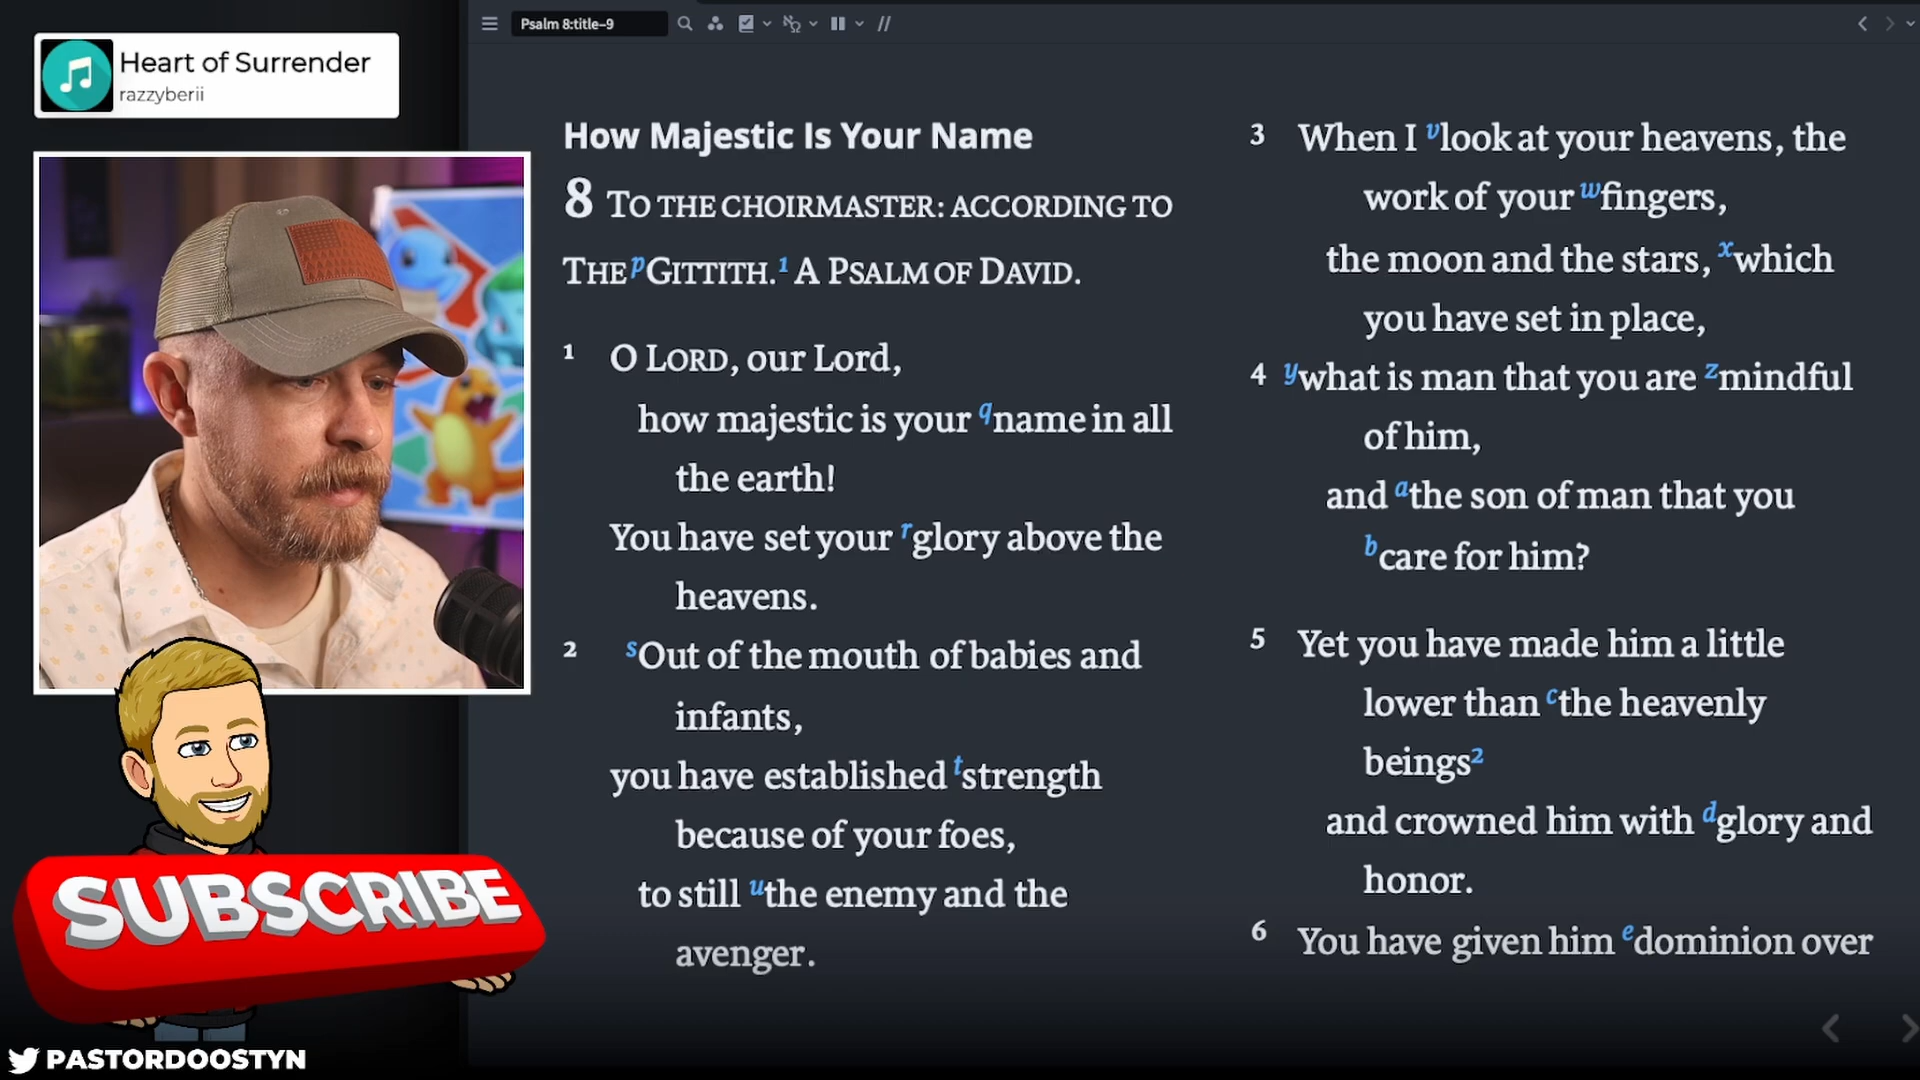 Psalm 8:title–9
Heart of Surrender
razzyberii
How Majestic Is Your Name
8 TO THE CHOIRMASTER: ACCORDING TO
THE pGITTITH.1 A PSALM OF DAVID.
1 O LORD, our Lord,
how majestic is your qname in all
the earth!
You have set your rglory above the
heavens.
2 sOut of the mouth of babies and
infants,
you have established tstrength
because of your foes,
to still uthe enemy and the
avenger.
3 When I vlook at your heavens, the
work of your wfingers,
the moon and the stars, xwhich
you have set in place,
4 ywhat is man that you are zmindful
of him,
and athe son of man that you
bcare for him?
5 Yet you have made him a little
lower than cthe heavenly
beings2
and crowned him with dglory and
honor.
6 You have given him edominion over
SUBSCRIBE
PASTORDOOSTYN